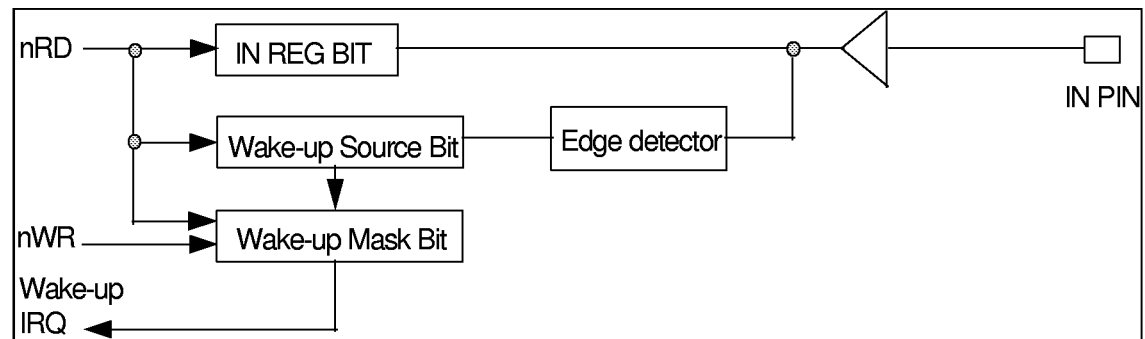 nRD
IN REG BIT
IN PIN
Wake-up Source Bit
Edge detector
nWR
Wake-up Mask Bit
Wake-up
IRQ